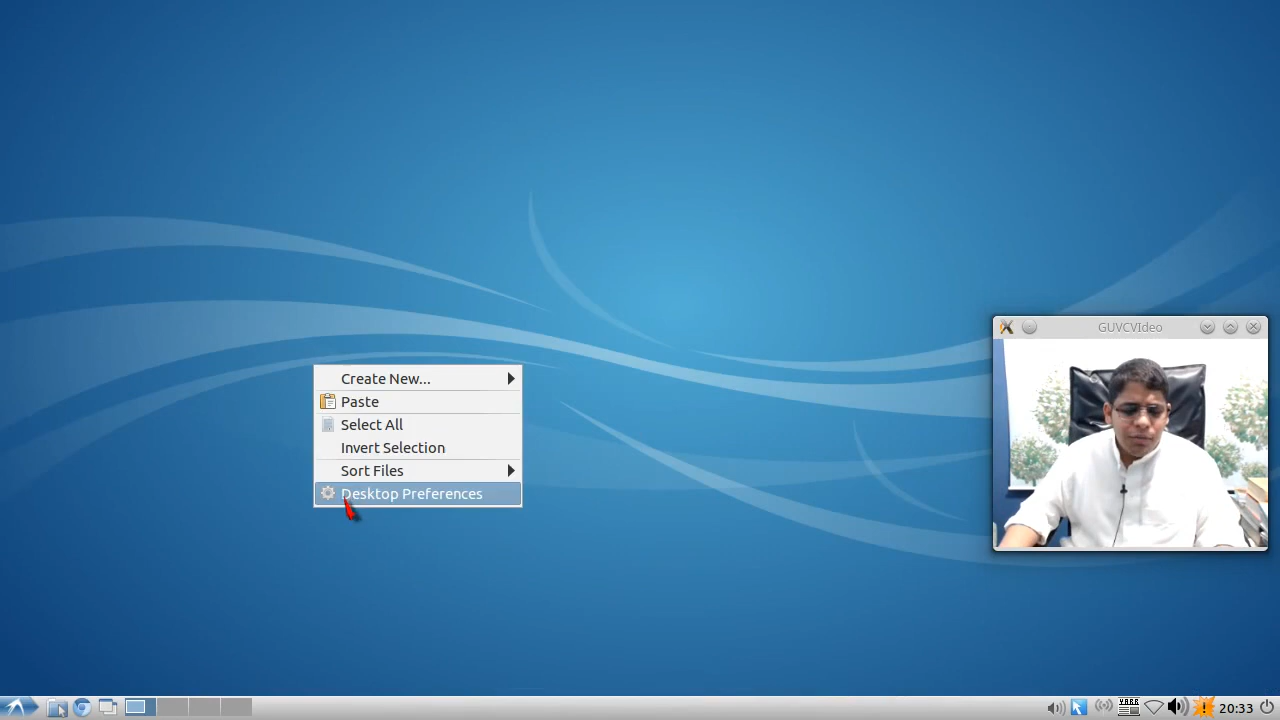 GUVCVIdeo
Create New...
Paste
Select All
Invert Selection
Sort Files
Desktop Preferences
20:33